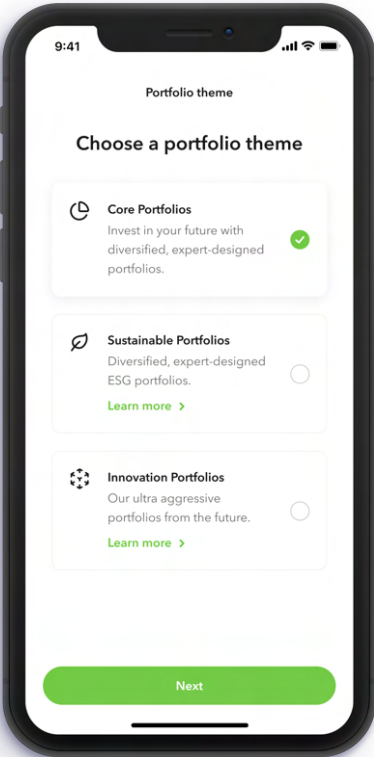 9:41
Portfolio theme
Choose a portfolio theme
Core Portfolios
Invest in your future with
diversified, expert-designed
portfolios.
Sustainable Portfolios
Diversified, expert-designed
ESG portfolios.
Learn more >
Innovation Portfolios
Our ultra aggressive
portfolios from the future.
Learn more >
Next